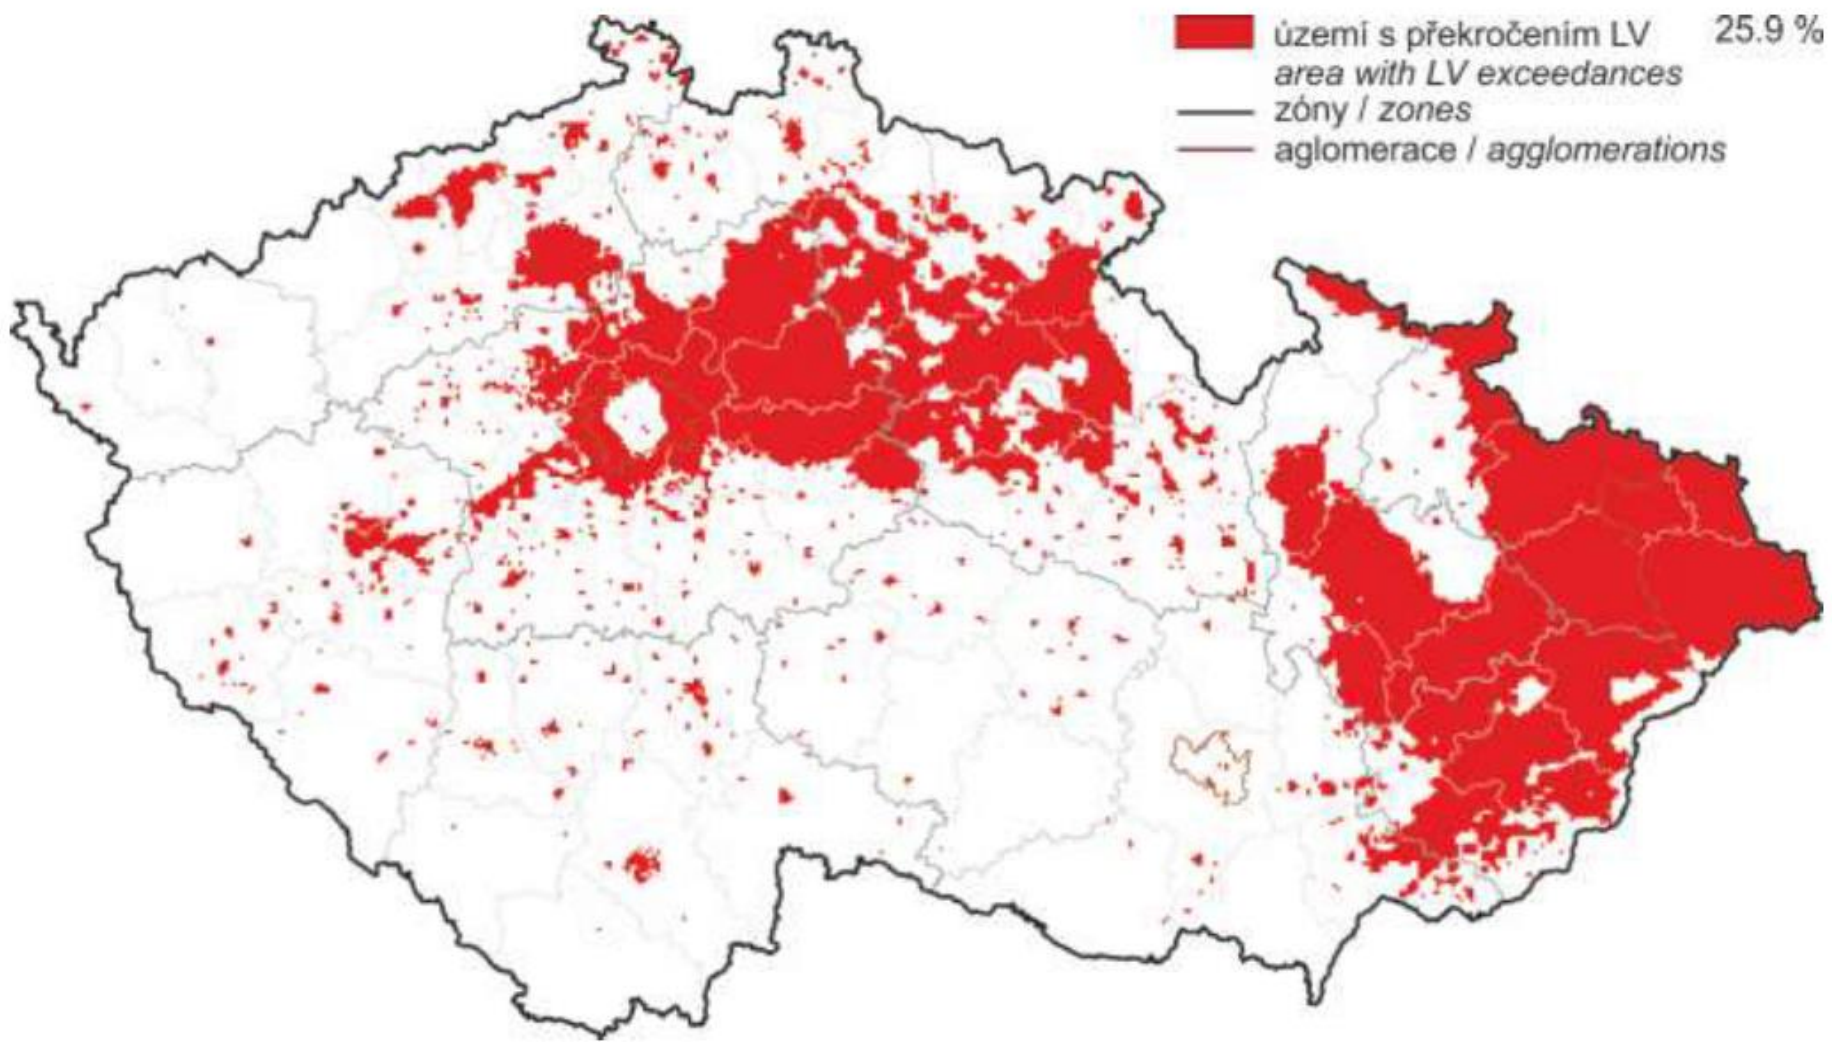 území s překročením LV 25.9 %
area with LV exceedances
zóny / zones
aglomerace / agglomerations